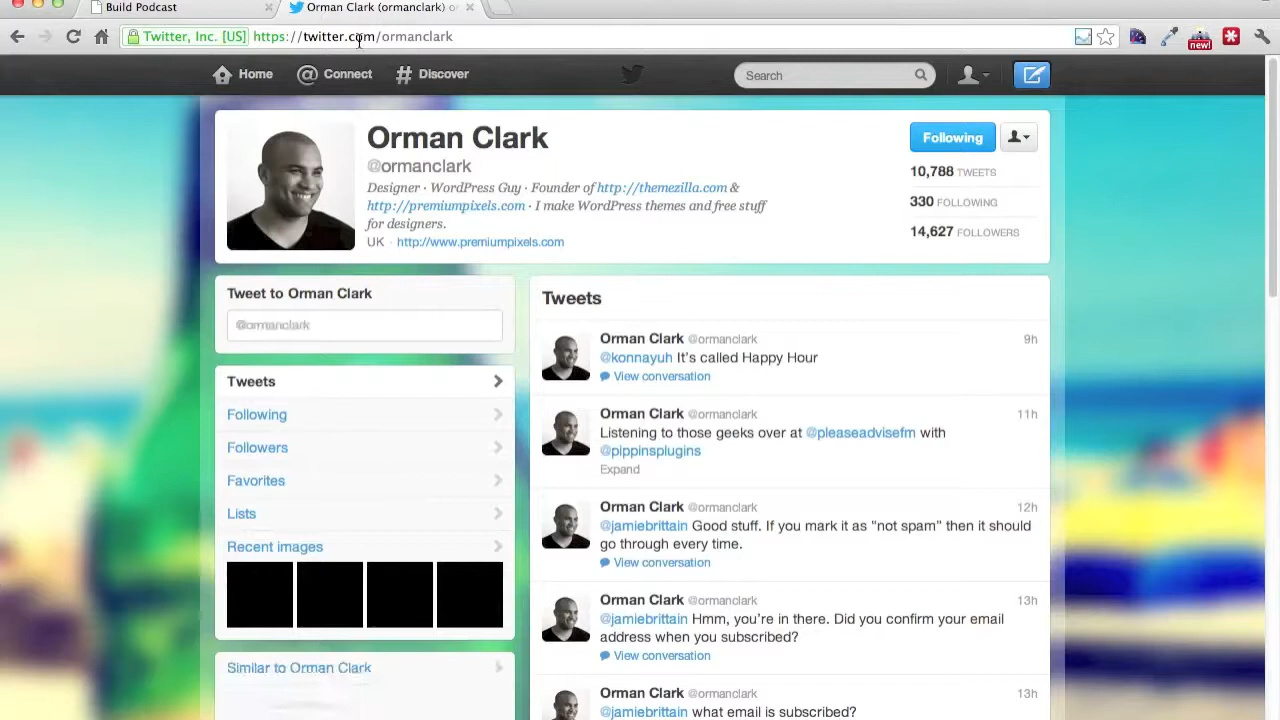 Build Podcast
Orman Clark (ormanclark) on
Twitter, Inc. [US]
https://twitter.com/ormanclark
new!
Home
Connect
Discover
Search
Orman Clark
@ormanclark
Designer · WordPress Guy · Founder of http://themezilla.com &
http://premiumpixels.com · I make WordPress themes and free stuff
for designers.
UK · http://www.premiumpixels.com
Following
10,788 TWEETS
330 FOLLOWING
14,627 FOLLOWERS
Tweet to Orman Clark
@ormanclark
Tweets
Following
Followers
Favorites
Lists
Recent images
Similar to Orman Clark
Tweets
Orman Clark @ormanclark 9h
@konnayuh It's called Happy Hour
View conversation
Orman Clark @ormanclark 11h
Listening to those geeks over at @pleaseadvisefm with
@pippinsplugins
Expand
Orman Clark @ormanclark 12h
@jamiebrittain Good stuff. If you mark it as "not spam" then it should
go through every time.
View conversation
Orman Clark @ormanclark 13h
@jamiebrittain Hmm, you're in there. Did you confirm your email
address when you subscribed?
View conversation
Orman Clark @ormanclark 13h
@jamiebrittain what email is subscribed?